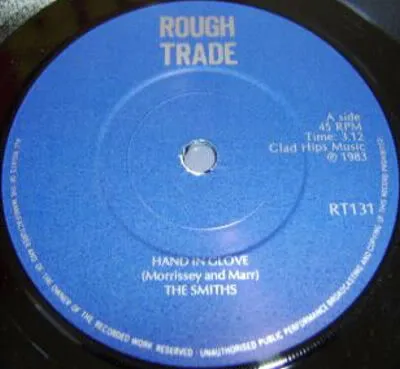 ROUGH
TRADE
A side
45 RPM
Time: 3.12
Glad Hips Music
℗ 1983
RT131
HAND IN GLOVE
(Morrissey and Marr)
THE SMITHS
ALL RIGHTS OF THE MANUFACTURER AND OF THE OWNER OF THE RECORDED WORK RESERVED · UNAUTHORISED PUBLIC PERFORMANCE BROADCASTING AND COPYING OF THIS RECORD PROHIBITED